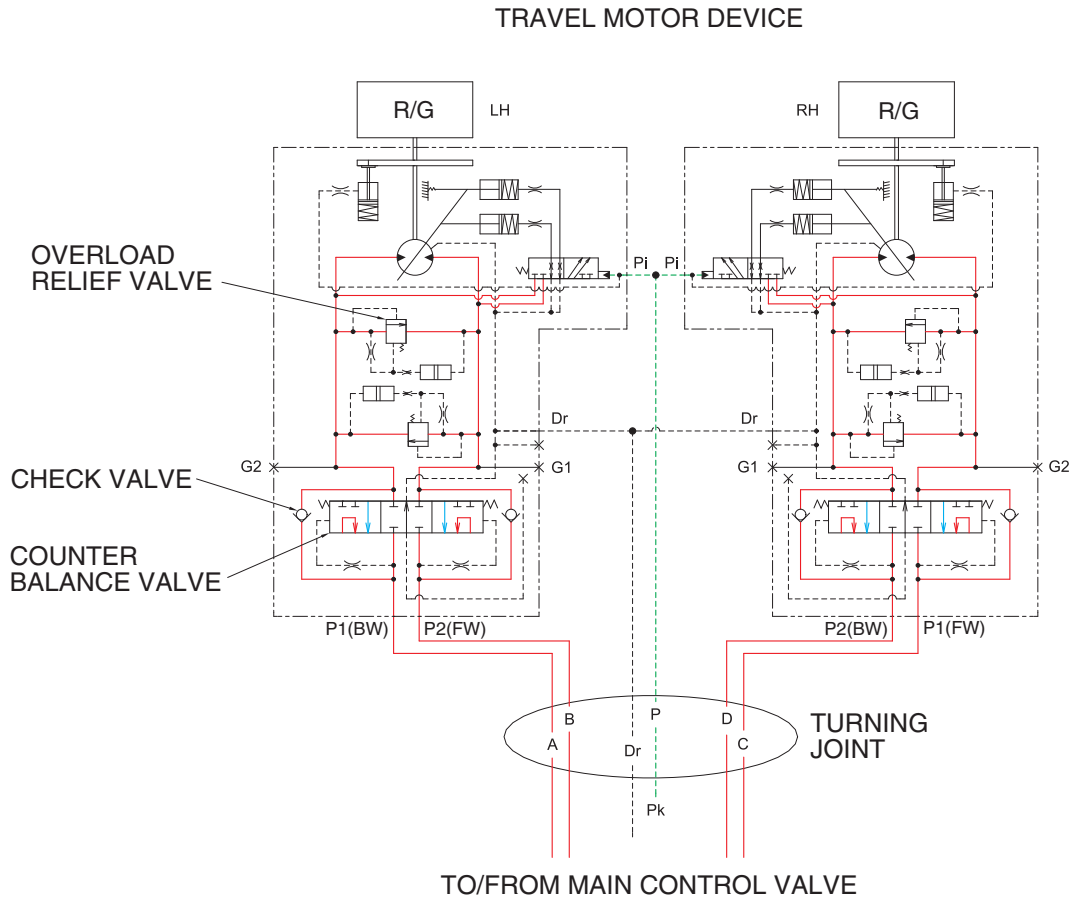 TRAVEL MOTOR DEVICE
R/G
LH
RH
R/G
OVERLOAD
RELIEF VALVE
Pi
Pi
Dr
Dr
G2
G1
G1
G2
CHECK VALVE
COUNTER
BALANCE VALVE
P1(BW)
P2(FW)
P2(BW)
P1(FW)
B
P
D
A
Dr
C
TURNING
JOINT
Pk
TO/FROM MAIN CONTROL VALVE